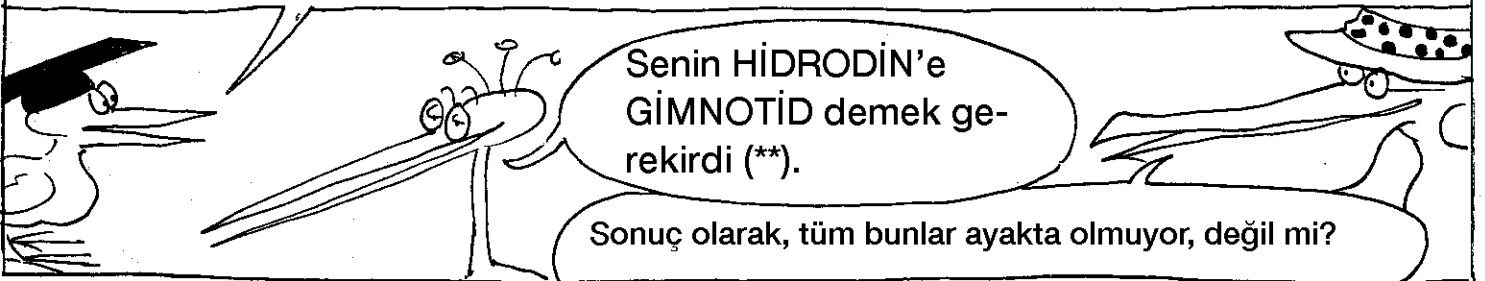 Senin HİDRODİN'e
GİMNOTİD demek ge-
rekirdi (**).
Sonuç olarak, tüm bunlar ayakta olmuyor, değil mi?